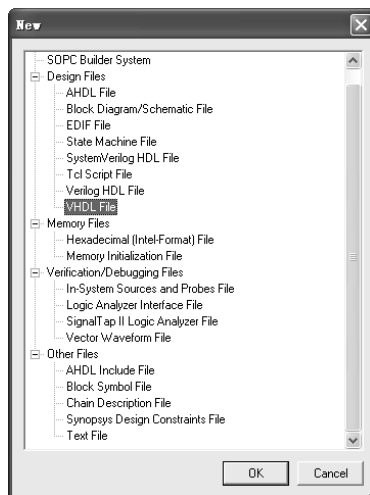 New
SOPC Builder System
Design Files
AHDL File
Block Diagram/Schematic File
EDIF File
State Machine File
SystemVerilog HDL File
Tcl Script File
Verilog HDL File
VHDL File
Memory Files
Hexadecimal (Intel-Format) File
Memory Initialization File
Verification/Debugging Files
In-System Sources and Probes File
Logic Analyzer Interface File
SignalTap II Logic Analyzer File
Vector Waveform File
Other Files
AHDL Include File
Block Symbol File
Chain Description File
Synopsys Design Constraints File
Text File
OK Cancel